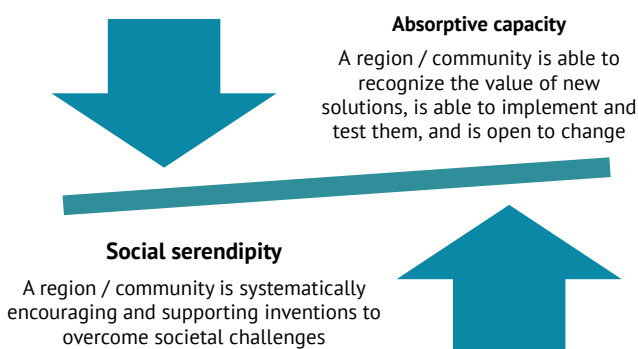 Absorptive capacity
A region / community is able to
recognize the value of new
solutions, is able to implement and
test them, and is open to change
Social serendipity
A region / community is systematically
encouraging and supporting inventions to
overcome societal challenges